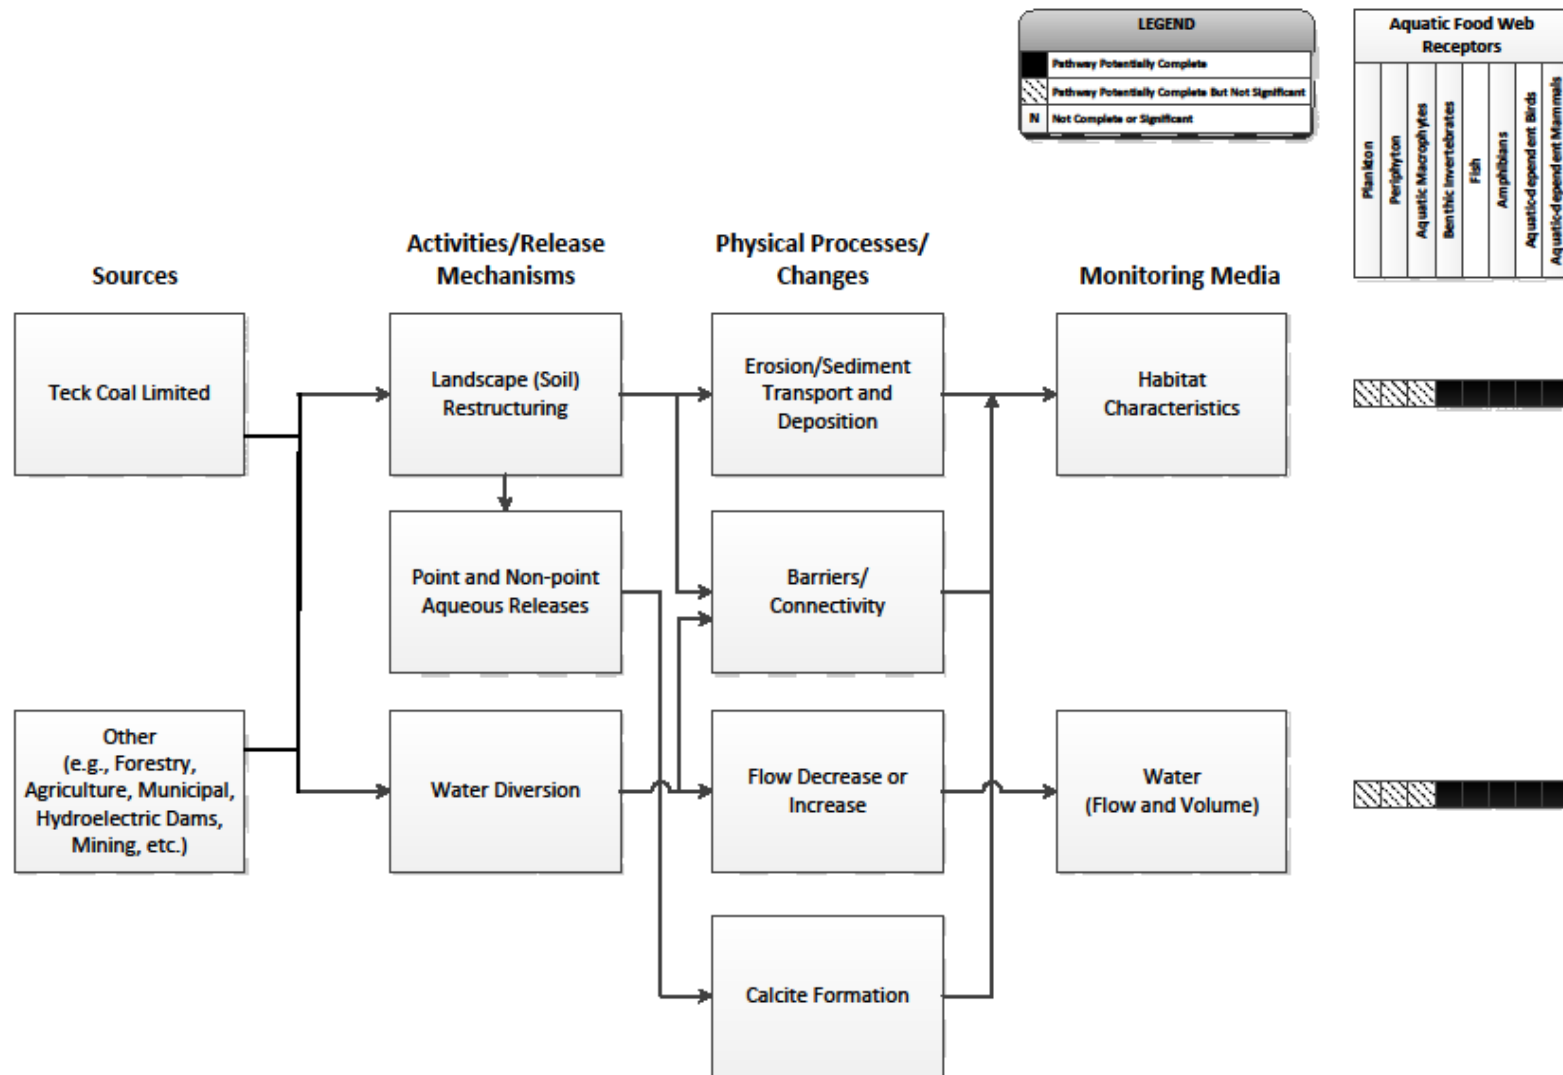 LEGEND
Pathway Potentially Complete
Pathway Potentially Complete But Not Significant
N Not Complete or Significant
Aquatic Food Web
Receptors
Plankton
Periphyton
Aquatic Macrophytes
Benthic Invertebrates
Fish
Amphibians
Aquatic-dependent Birds
Aquatic-dependent Mammals
Sources
Activities/Release
Mechanisms
Physical Processes/
Changes
Monitoring Media
Teck Coal Limited
Landscape (Soil)
Restructuring
Erosion/Sediment
Transport and
Deposition
Habitat
Characteristics
Point and Non-point
Aqueous Releases
Barriers/
Connectivity
Other
(e.g., Forestry,
Agriculture, Municipal,
Hydroelectric Dams,
Mining, etc.)
Water Diversion
Flow Decrease or
Increase
Water
(Flow and Volume)
Calcite Formation